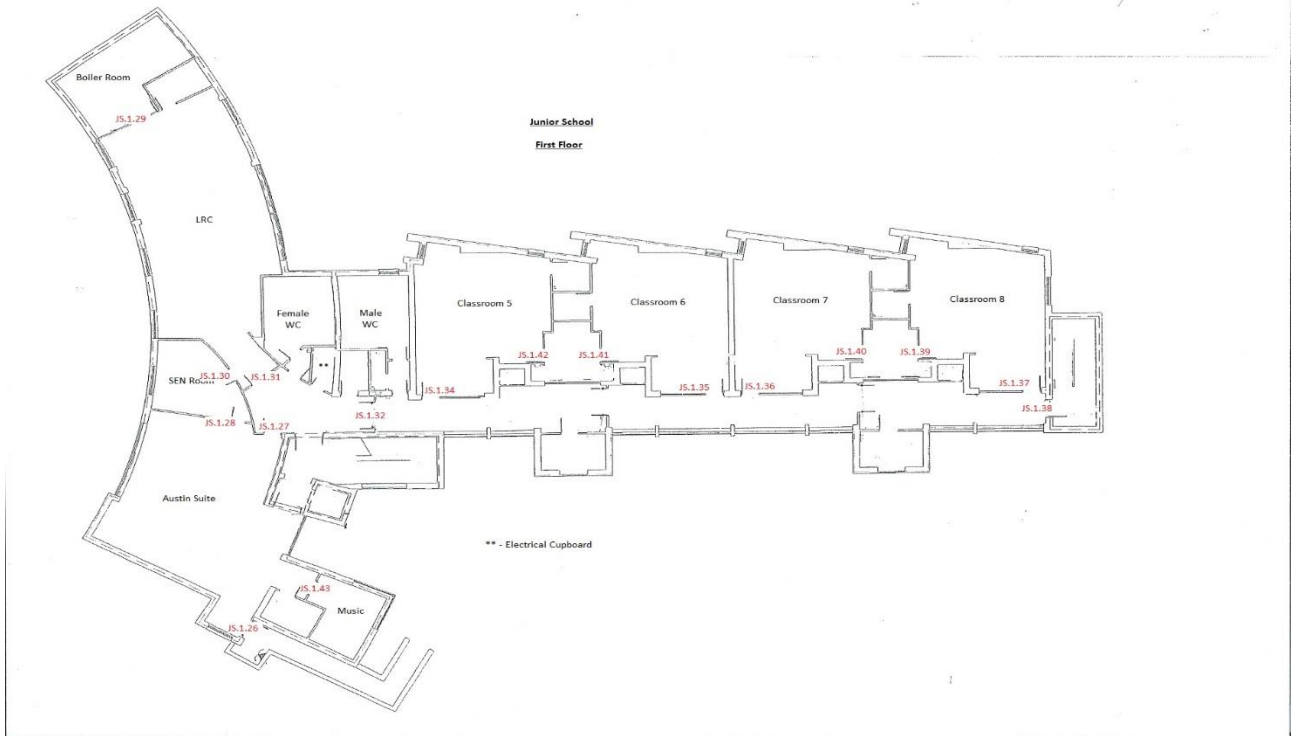 Junior School
First Floor
Boiler Room
JS.1.29
LRC
Female
WC
Male
WC
**
Classroom 5
Classroom 6
Classroom 7
Classroom 8
JS.1.42
JS.1.41
JS.1.40
JS.1.39
JS.1.30
JS.1.31
SEN Room
JS.1.34
JS.1.35
JS.1.36
JS.1.37
JS.1.38
JS.1.32
JS.1.28
JS.1.27
Austin Suite
** - Electrical Cupboard
JS.1.43
Music
JS.1.26